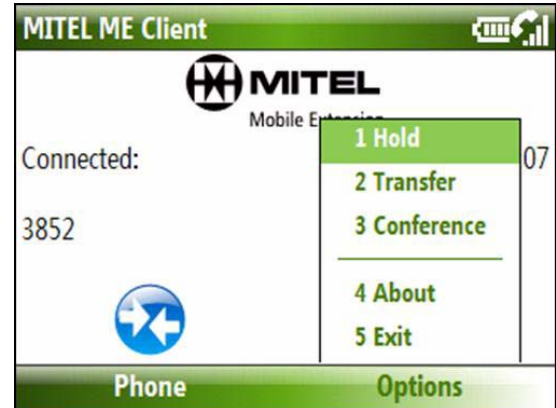 MITEL ME Client
MITEL
Mobile
Connected: 07
3852
1 Hold
2 Transfer
3 Conference
4 About
5 Exit
Phone Options